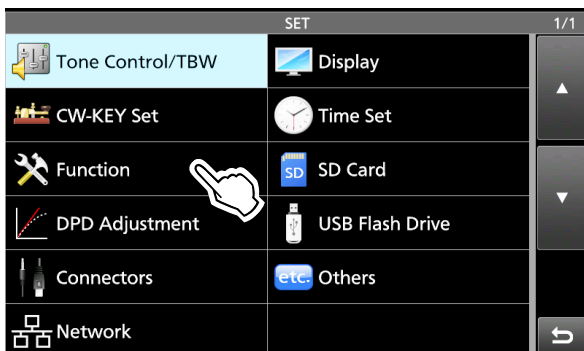 SET 1/1
Tone Control/TBW Display
CW-KEY Set Time Set
Function SD SD Card
DPD Adjustment USB Flash Drive
Connectors etc. Others
Network